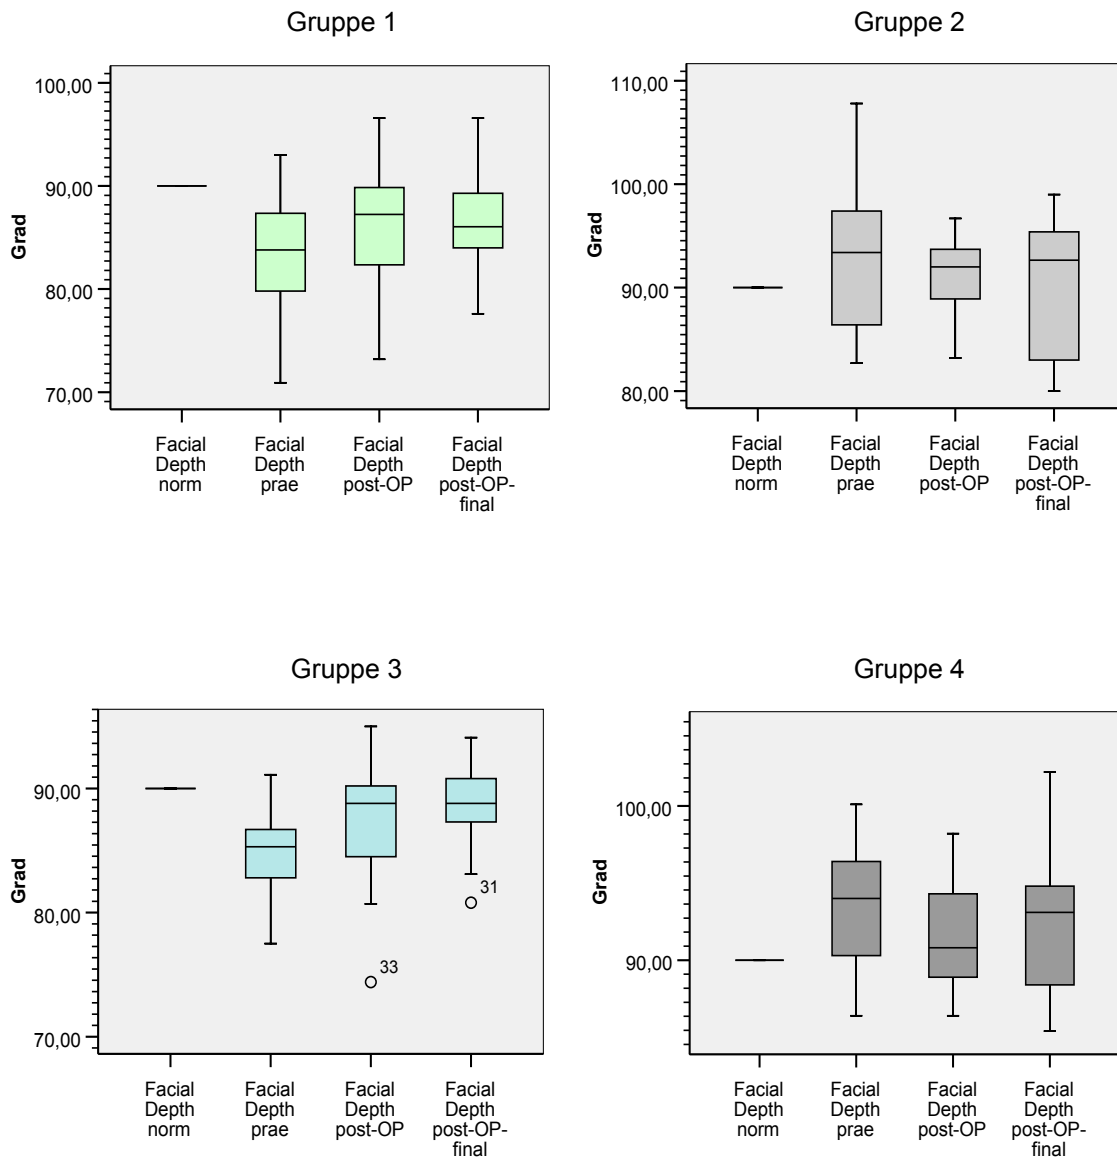 Gruppe 1
100,00
90,00
80,00
70,00
Grad
Facial
Depth
norm
Facial
Depth
prae
Facial
Depth
post-OP
Facial
Depth
post-OP-
final
Gruppe 2
110,00
100,00
90,00
80,00
Grad
Facial
Depth
norm
Facial
Depth
prae
Facial
Depth
post-OP
Facial
Depth
post-OP-
final
Gruppe 3
90,00
80,00
70,00
Grad
31
33
Facial
Depth
norm
Facial
Depth
prae
Facial
Depth
post-OP
Facial
Depth
post-OP-
final
Gruppe 4
100,00
90,00
Grad
Facial
Depth
norm
Facial
Depth
prae
Facial
Depth
post-OP
Facial
Depth
post-OP-
final